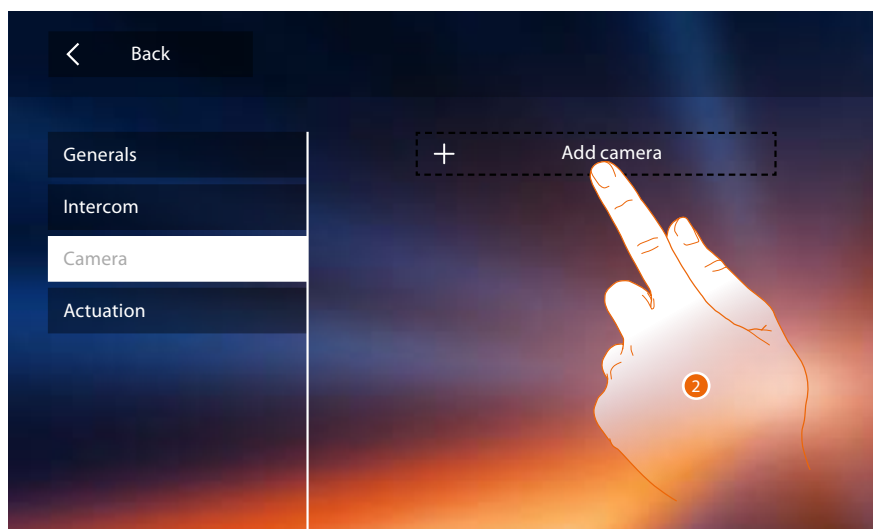 Back
Generals
Add camera
Intercom
Camera
Actuation
2